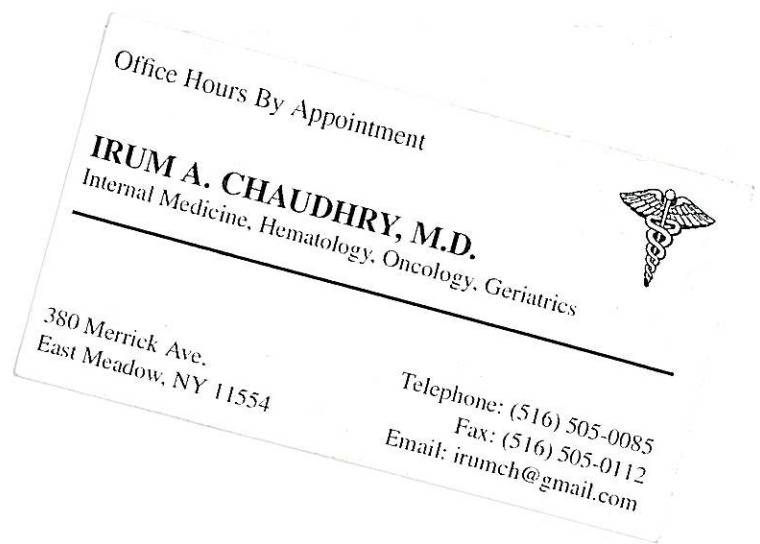 Office Hours By Appointment
IRUM A. CHAUDHRY, M.D.
Internal Medicine, Hematology, Oncology, Geriatrics
380 Merrick Ave.
East Meadow, NY 11554
Telephone: (516) 505-0085
Fax: (516) 505-0112
Email: irumch@gmail.com